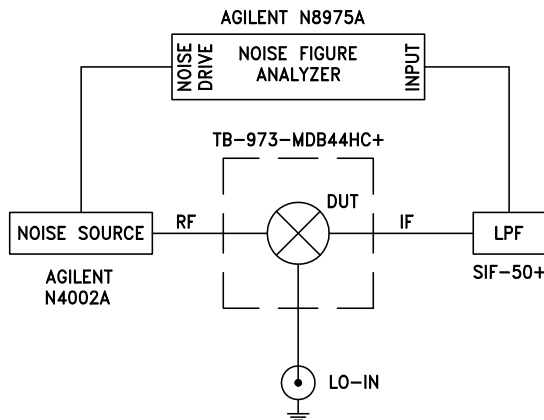 AGILENT N8975A
NOISE
DRIVE
NOISE FIGURE
ANALYZER
INPUT
TB-973-MDB44HC+
DUT
RF
IF
NOISE SOURCE
LPF
AGILENT
N4002A
SIF-50+
LO-IN